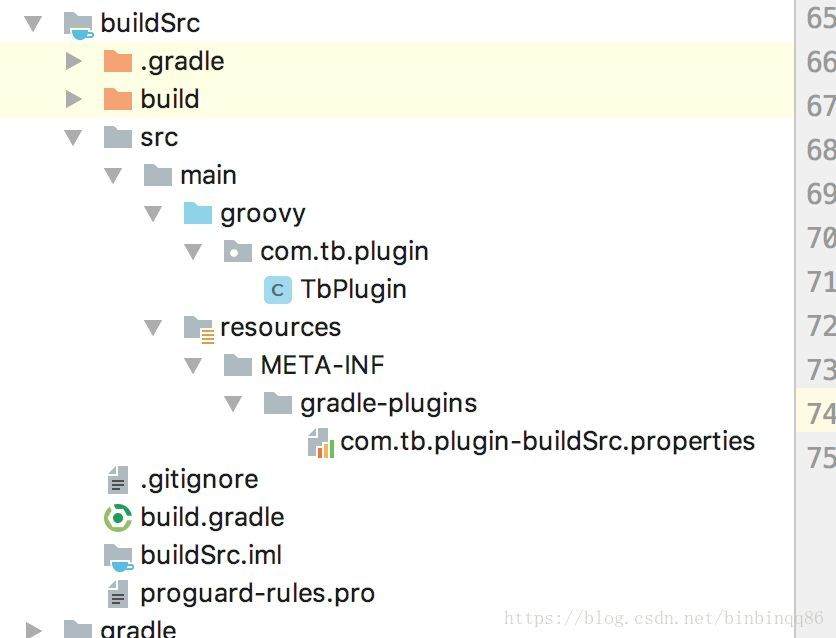 buildSrc
65
.gradle
66
build
67
src
68
main
69
groovy
70
com.tb.plugin
C TbPlugin
71
resources
72
META-INF
73
gradle-plugins
74
com.tb.plugin-buildSrc.properties
75
.gitignore
build.gradle
buildSrc.iml
proguard-rules.pro
https://blog.csdn.net/binbinqq86
gradle